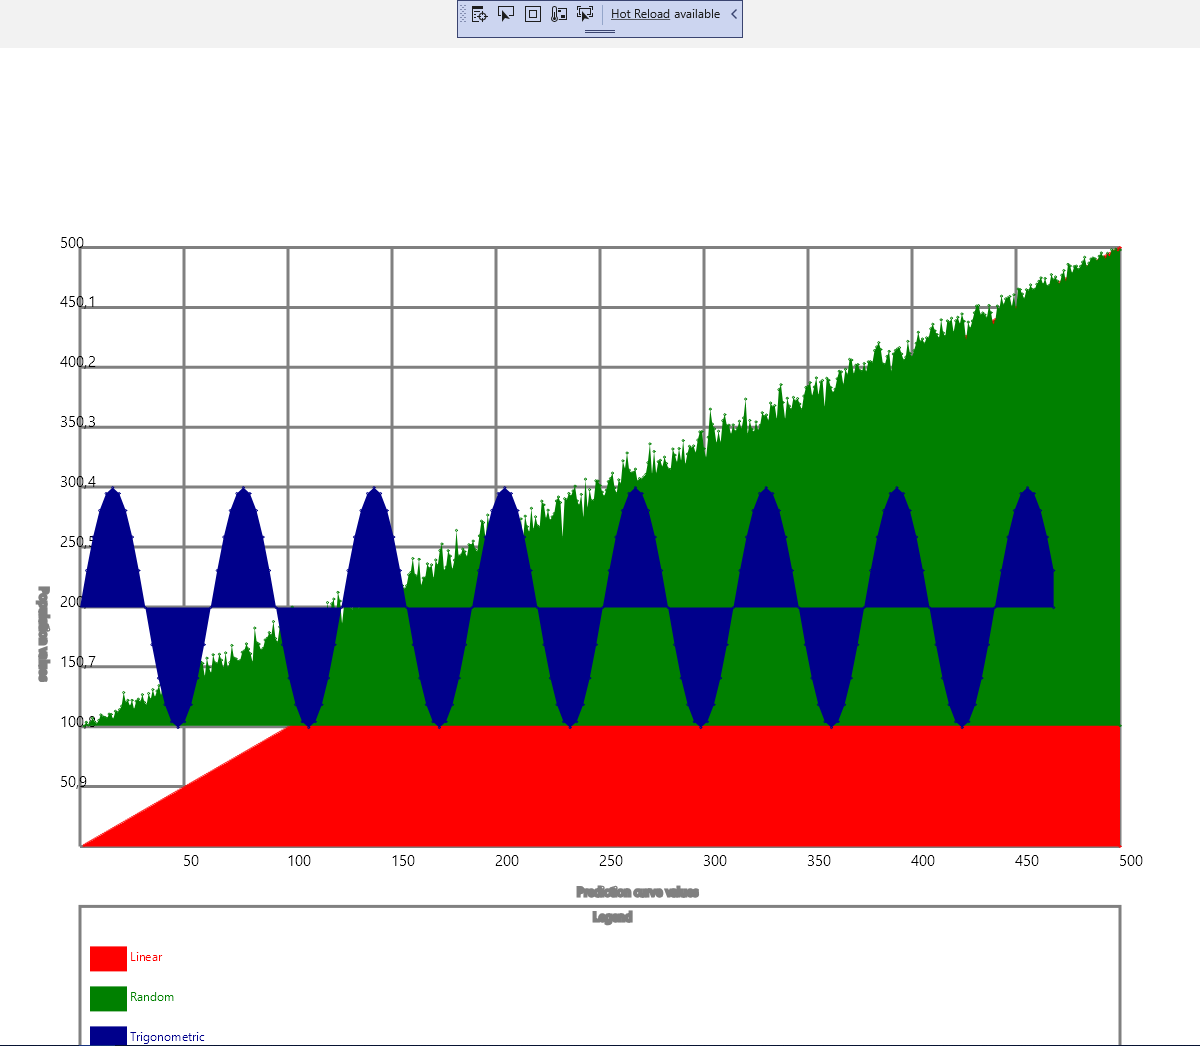 Hot Reload available
500
450,1
400,2
350,3
300,4
250,5
200
150,7
100,8
50,9
Population values
50 100 150 200 250 300 350 400 450 500
Prediction curve values
Legend
Linear
Random
Trigonometric